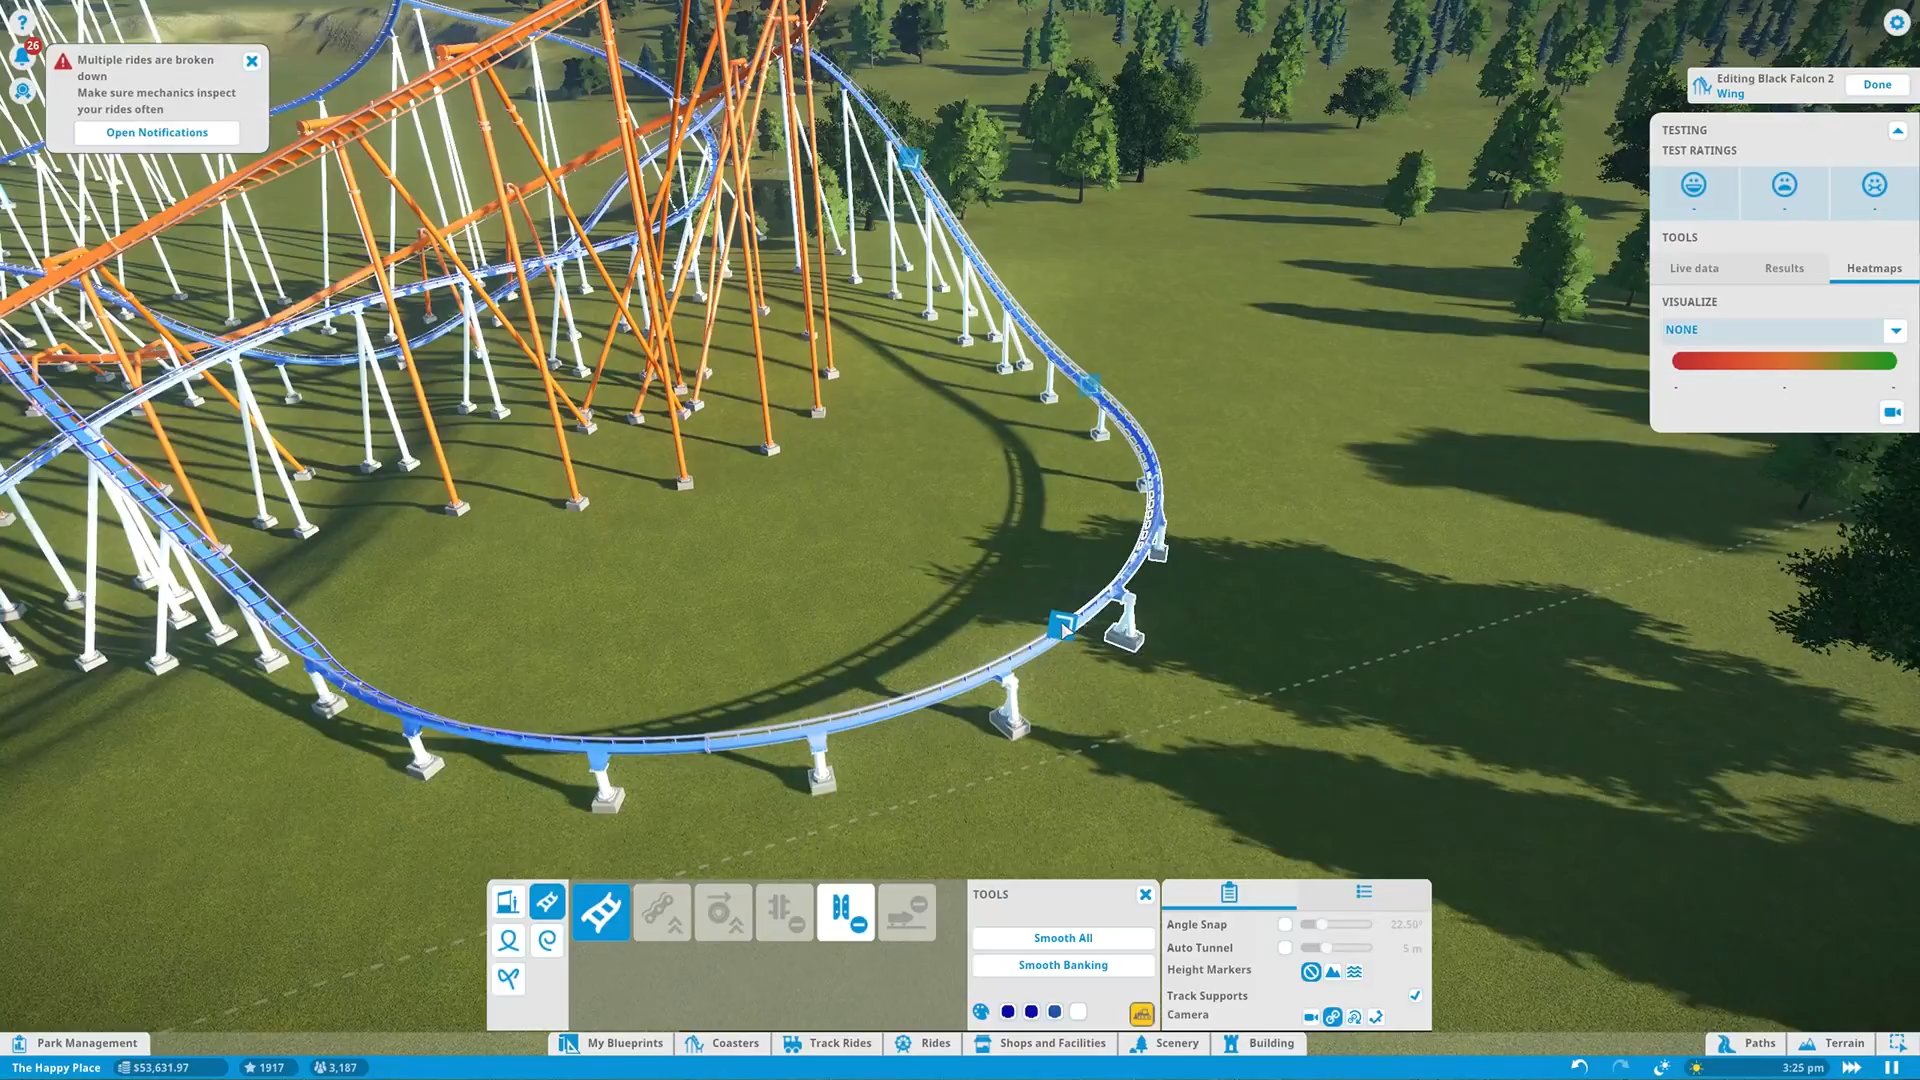 ?
26
Multiple rides are broken
down
Make sure mechanics inspect
your rides often
Open Notifications
Editing Black Falcon 2
Wing
Done
TESTING
TEST RATINGS
- - -
TOOLS
Live data Results Heatmaps
VISUALIZE
NONE
- - -
TOOLS
Smooth All
Smooth Banking
Angle Snap 22.50°
Auto Tunnel 5 m
Height Markers
Track Supports
Camera
Park Management
My Blueprints
Coasters
Track Rides
Rides
Shops and Facilities
Scenery
Building
Paths
Terrain
The Happy Place
$53,631.97
1917
3,187
3:25 pm